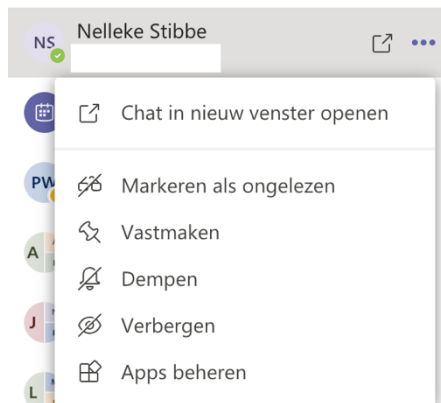 NS
Nelleke Stibbe
Chat in nieuw venster openen
PW
Markeren als ongelezen
Vastmaken
A
Dempen
J
Verbergen
Apps beheren
L